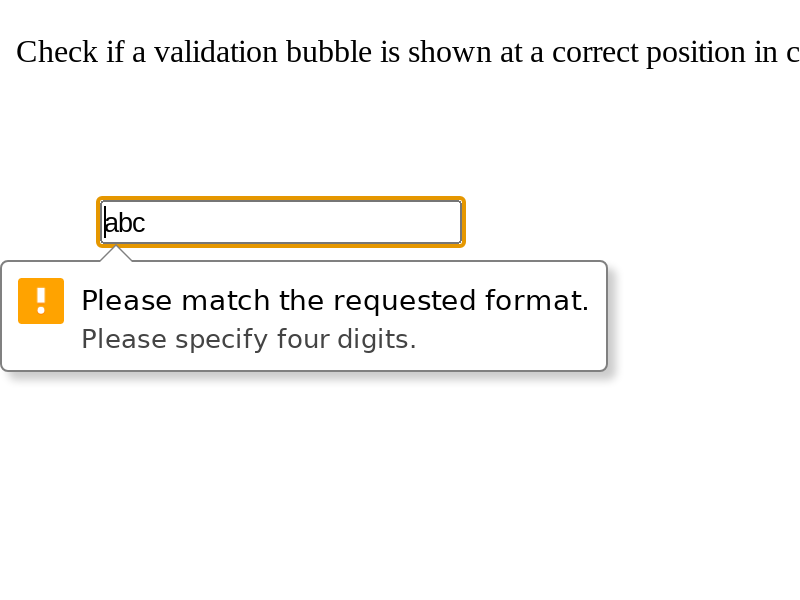 Check if a validation bubble is shown at a correct position in c
abc
Please match the requested format.
Please specify four digits.